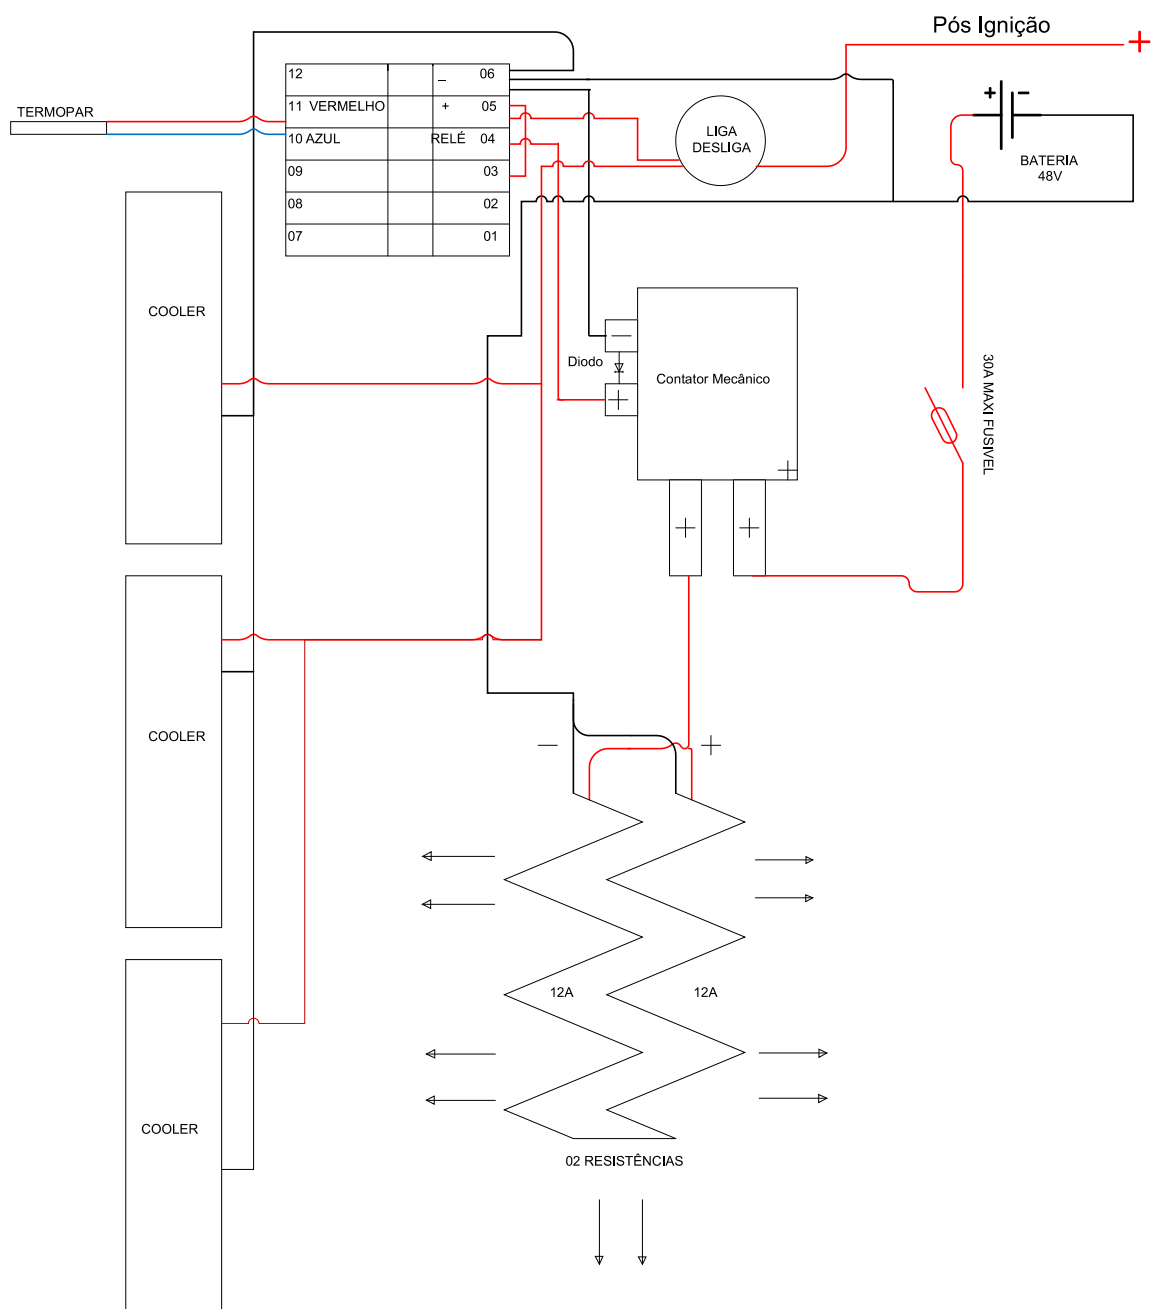 Pós Ignição
+
12 _ 06
TERMOPAR
11 VERMELHO + 05
10 AZUL RELÉ 04
09 03
08 02
07 01
LIGA
DESLIGA
+ -
BATERIA
48V
COOLER
Diodo
Contator Mecânico
30A MAXI FUSIVEL
COOLER
12A
12A
COOLER
02 RESISTÊNCIAS